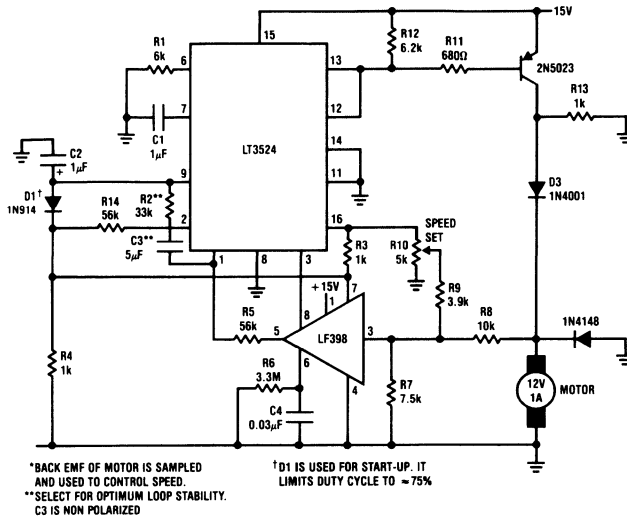 15V
R1
6k
6
7
C1
1µF
15
LT3524
13
12
14
11
16
R12
6.2k
R11
680Ω
2N5023
R13
1k
C2
+ 1µF
D1†
1N914
9
R14
56k
R2**
33k
2
C3**
5µF
1
8
3
R3
1k
R10
5k
SPEED
SET
D3
1N4001
R9
3.9k
+15V
1
7
8
R5
56k
5
LF398
3
6
4
R8
10k
1N4148
R4
1k
R6
3.3M
C4
0.03µF
R7
7.5k
12V
1A
MOTOR
*BACK EMF OF MOTOR IS SAMPLED
AND USED TO CONTROL SPEED.
**SELECT FOR OPTIMUM LOOP STABILITY.
C3 IS NON POLARIZED
†D1 IS USED FOR START-UP. IT
LIMITS DUTY CYCLE TO ≈75%